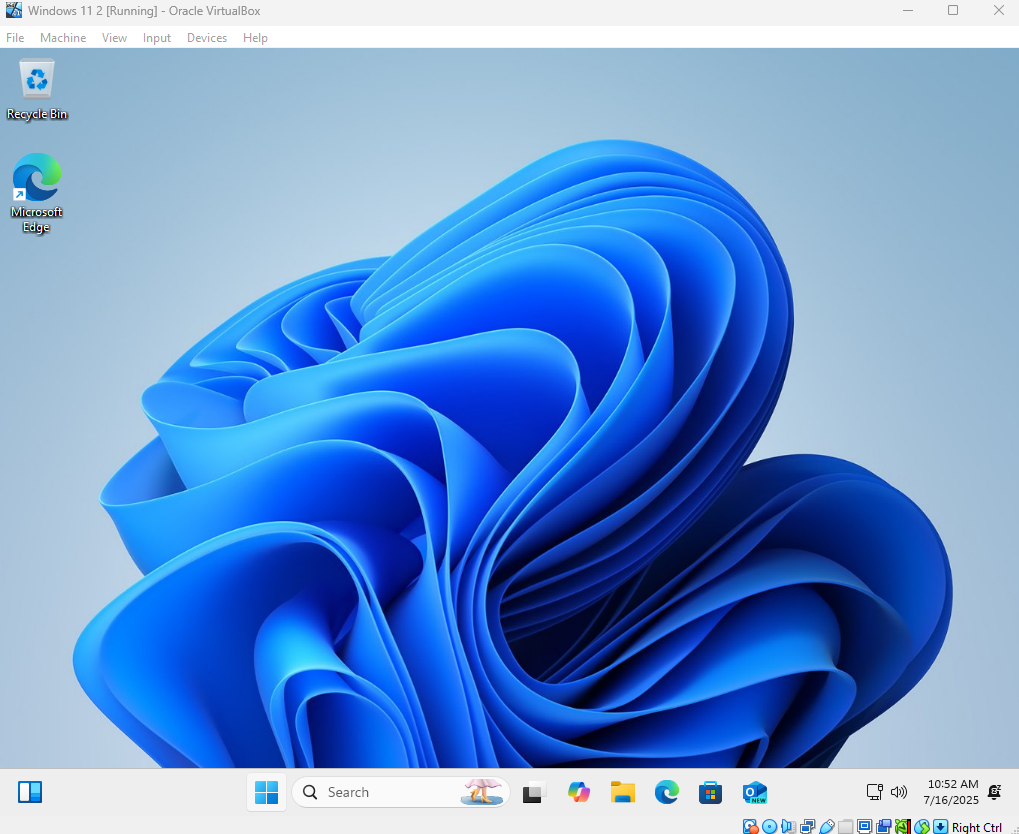 Windows 11 2 [Running] - Oracle VirtualBox
File Machine View Input Devices Help
Recycle Bin
Microsoft
Edge
Search
NEW
10:52 AM
7/16/2025
Right Ctrl